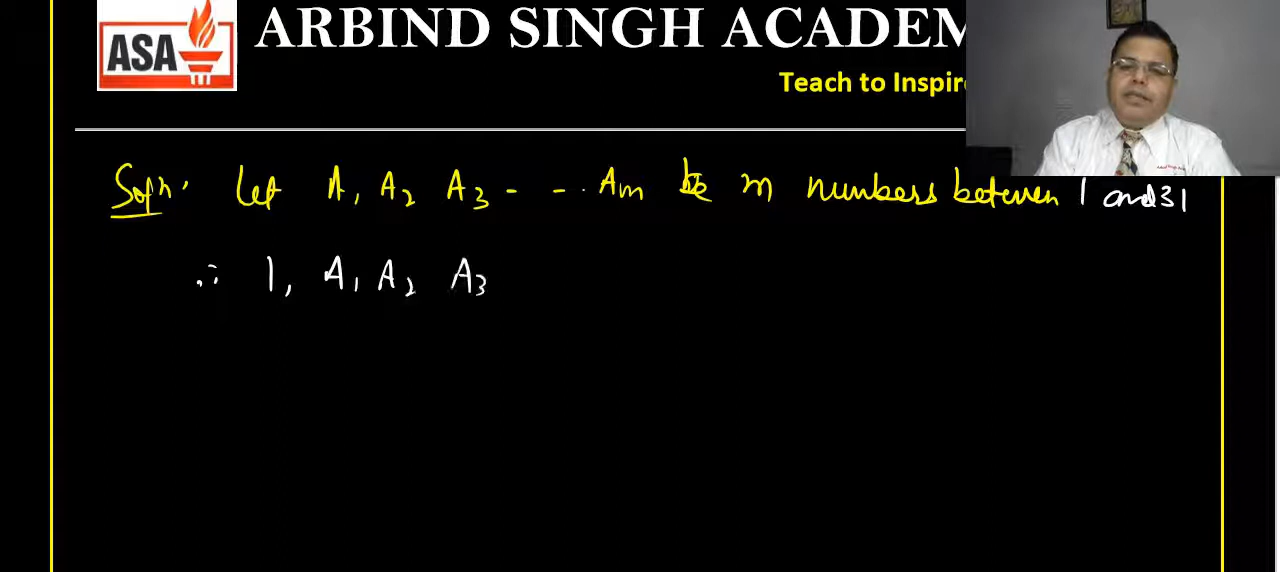 ASA
ARBIND SINGH ACADEM
Teach to Inspire
Soln. Let A1 A2 A3 - - .. Am be m numbers between 1 and 31
∴ 1, A1 A2 A3